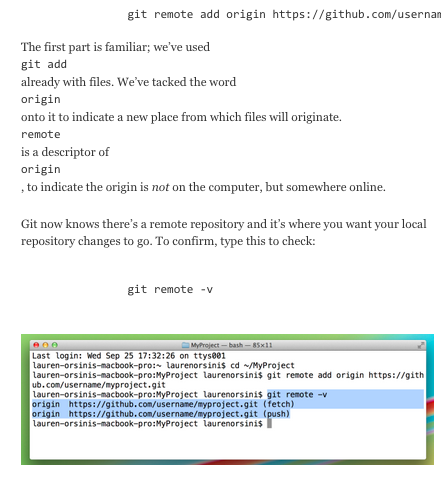 git remote add origin https://github.com/usernam
The first part is familiar; we've used
git add
already with files. We've tacked the word
origin
onto it to indicate a new place from which files will originate.
remote
is a descriptor of
origin
, to indicate the origin is not on the computer, but somewhere online.
Git now knows there's a remote repository and it's where you want your local
repository changes to go. To confirm, type this to check:
git remote -v
MyProject — bash — 85×11
Last login: Wed Sep 25 17:32:26 on ttys001
lauren-orsinis-macbook-pro:~ laurenorsini$ cd ~/MyProject
lauren-orsinis-macbook-pro:MyProject laurenorsini$ git remote add origin https://gith
ub.com/username/myproject.git
lauren-orsinis-macbook-pro:MyProject laurenorsini$ git remote -v
origin https://github.com/username/myproject.git (fetch)
origin https://github.com/username/myproject.git (push)
lauren-orsinis-macbook-pro:MyProject laurenorsini$